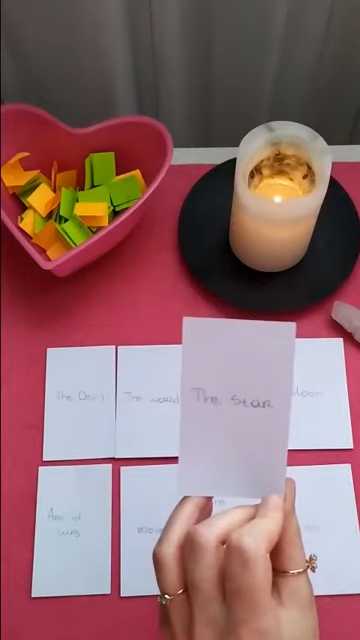 The Devil
The world
The Star
Moon
Ace of
cups